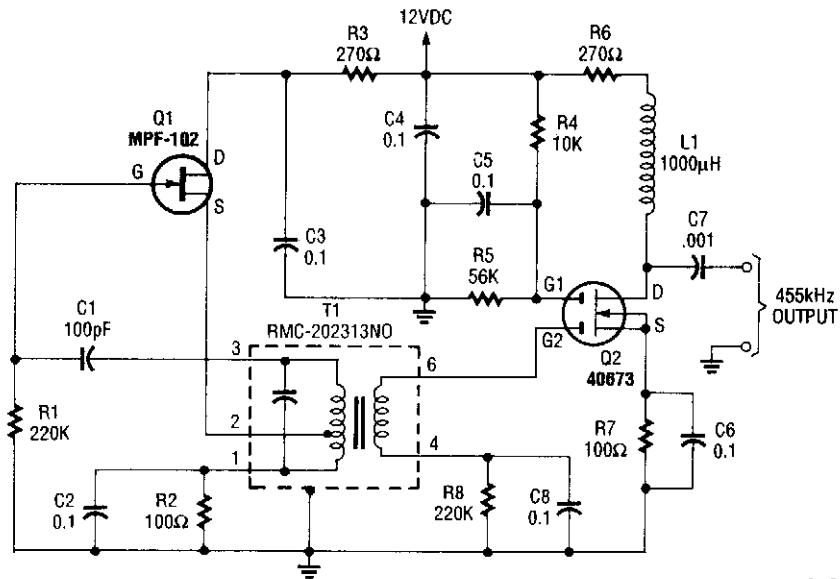 12VDC
R3
270Ω
R6
270Ω
Q1
MPF-102
D
G
S
C4
0.1
R4
10K
L1
1000µH
C5
0.1
C3
0.1
R5
56K
C7
.001
G1
D
G2
S
Q2
40673
455kHz
OUTPUT
C1
100pF
T1
RMC-202313NO
3
6
2
1
4
R1
220K
C2
0.1
R2
100Ω
R8
220K
C8
0.1
R7
100Ω
C6
0.1